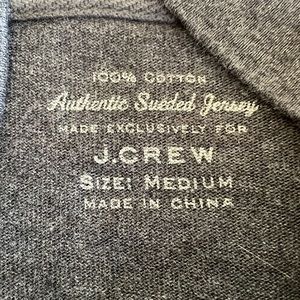 100% COTTON
Authentic Sueded Jersey
MADE EXCLUSIVELY FOR
J.CREW
SIZE: MEDIUM
MADE IN CHINA